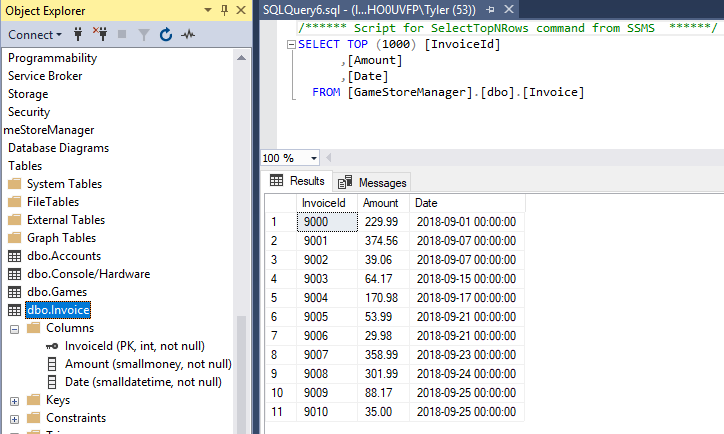 Object Explorer
Connect
Programmability
Service Broker
Storage
Security
meStoreManager
Database Diagrams
Tables
System Tables
FileTables
External Tables
Graph Tables
dbo.Accounts
dbo.Console/Hardware
dbo.Games
dbo.Invoice
Columns
InvoiceId (PK, int, not null)
Amount (smallmoney, not null)
Date (smalldatetime, not null)
Keys
Constraints
SQLQuery6.sql - (l...HO0UVFP\Tyler (53))
/****** Script for SelectTopNRows command from SSMS ******/
SELECT TOP (1000) [InvoiceId]
,[Amount]
,[Date]
FROM [GameStoreManager].[dbo].[Invoice]
100 %
Results Messages
InvoiceId Amount Date
1 9000 229.99 2018-09-01 00:00:00
2 9001 374.56 2018-09-07 00:00:00
3 9002 39.06 2018-09-07 00:00:00
4 9003 64.17 2018-09-15 00:00:00
5 9004 170.98 2018-09-17 00:00:00
6 9005 53.99 2018-09-21 00:00:00
7 9006 29.98 2018-09-21 00:00:00
8 9007 358.99 2018-09-23 00:00:00
9 9008 301.99 2018-09-24 00:00:00
10 9009 88.17 2018-09-25 00:00:00
11 9010 35.00 2018-09-25 00:00:00